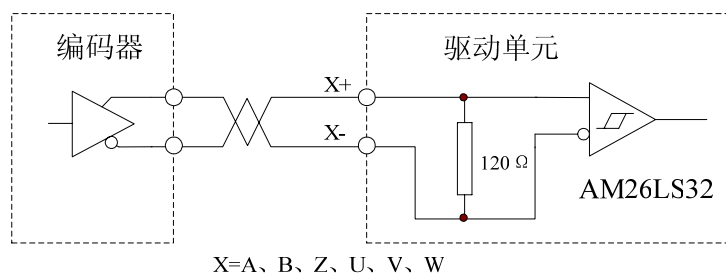 编码器
驱动单元
X+
X-
120 Ω
AM26LS32
X=A、B、Z、U、V、W